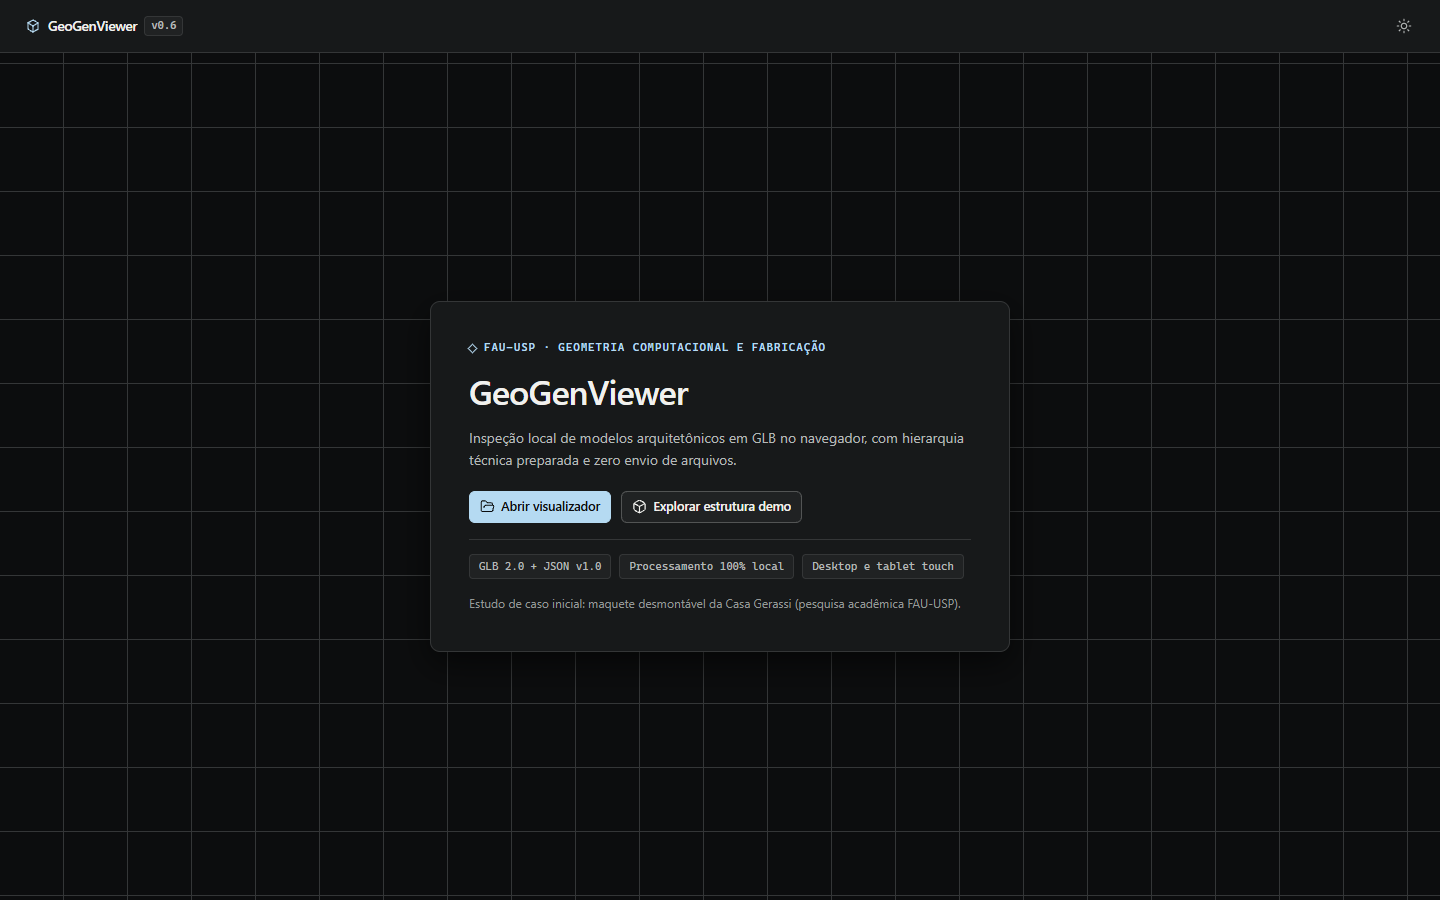 GeoGenViewer v0.6
FAU-USP · GEOMETRIA COMPUTACIONAL E FABRICAÇÃO
GeoGenViewer
Inspeção local de modelos arquitetônicos em GLB no navegador, com hierarquia
técnica preparada e zero envio de arquivos.
Abrir visualizador Explorar estrutura demo
GLB 2.0 + JSON v1.0 Processamento 100% local Desktop e tablet touch
Estudo de caso inicial: maquete desmontável da Casa Gerassi (pesquisa acadêmica FAU-USP).